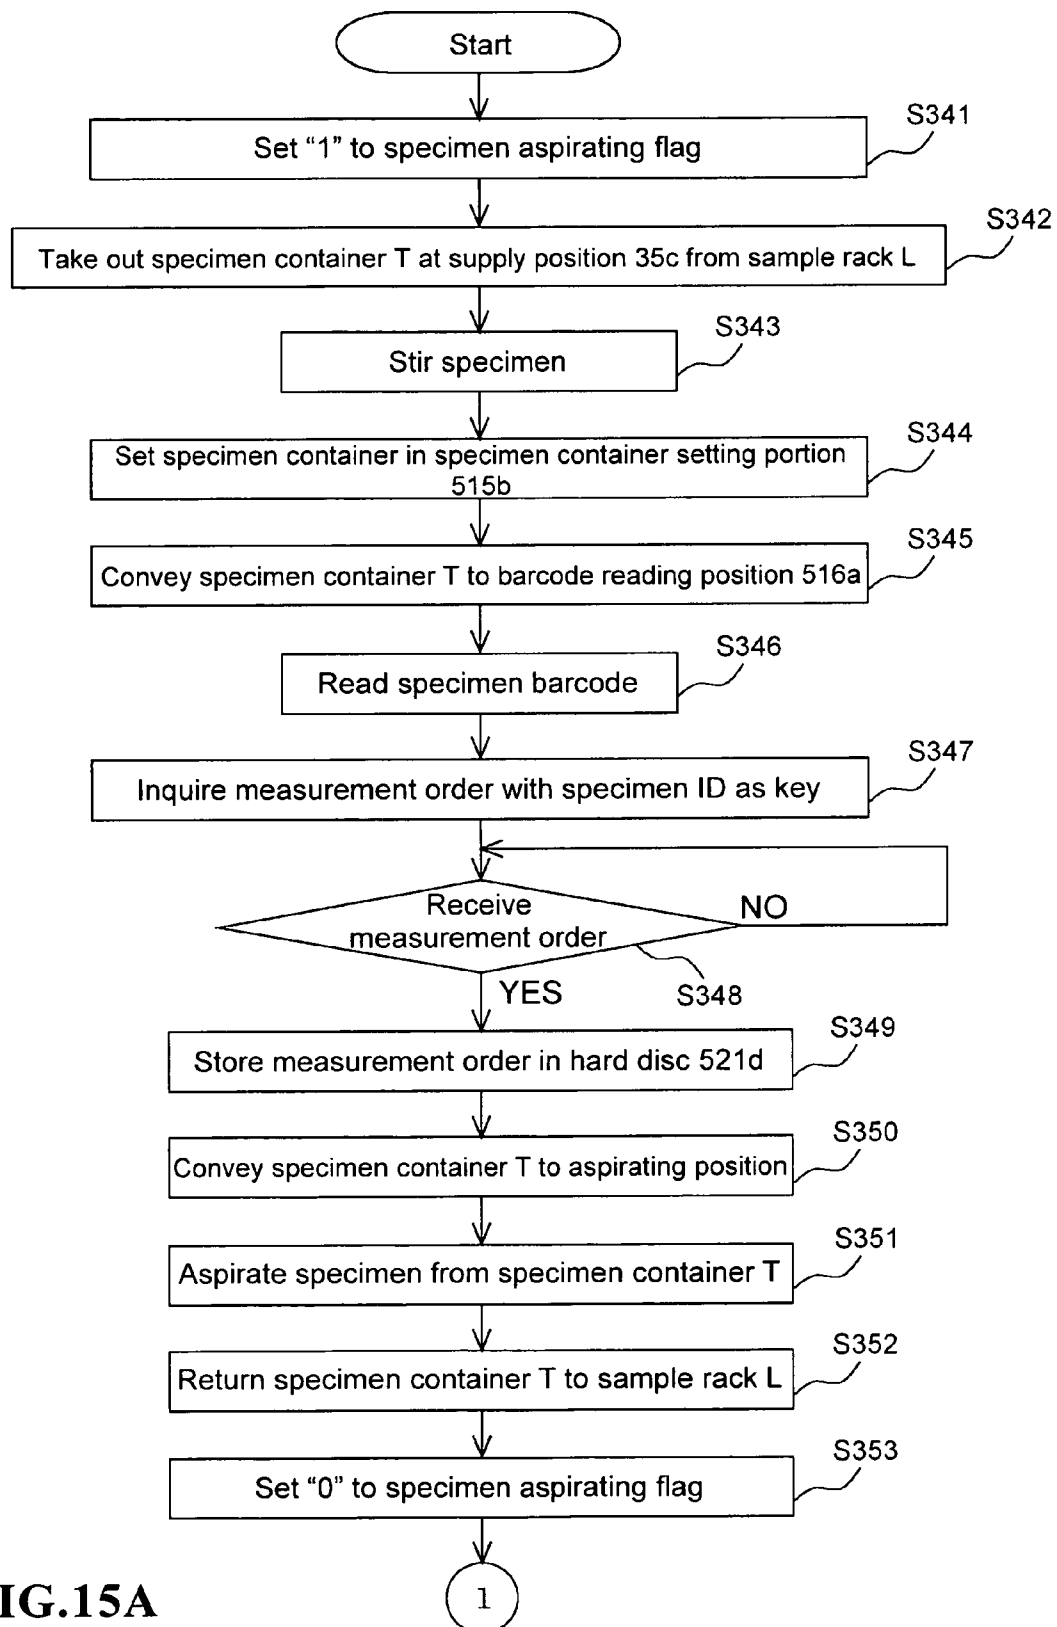 Start
S341
Set “1” to specimen aspirating flag
S342
Take out specimen container T at supply position 35c from sample rack L
S343
Stir specimen
S344
Set specimen container in specimen container setting portion
515b
S345
Convey specimen container T to barcode reading position 516a
S346
Read specimen barcode
S347
Inquire measurement order with specimen ID as key
Receive
measurement order
NO
YES
S348
S349
Store measurement order in hard disc 521d
S350
Convey specimen container T to aspirating position
S351
Aspirate specimen from specimen container T
S352
Return specimen container T to sample rack L
S353
Set “0” to specimen aspirating flag
1
IG.15A